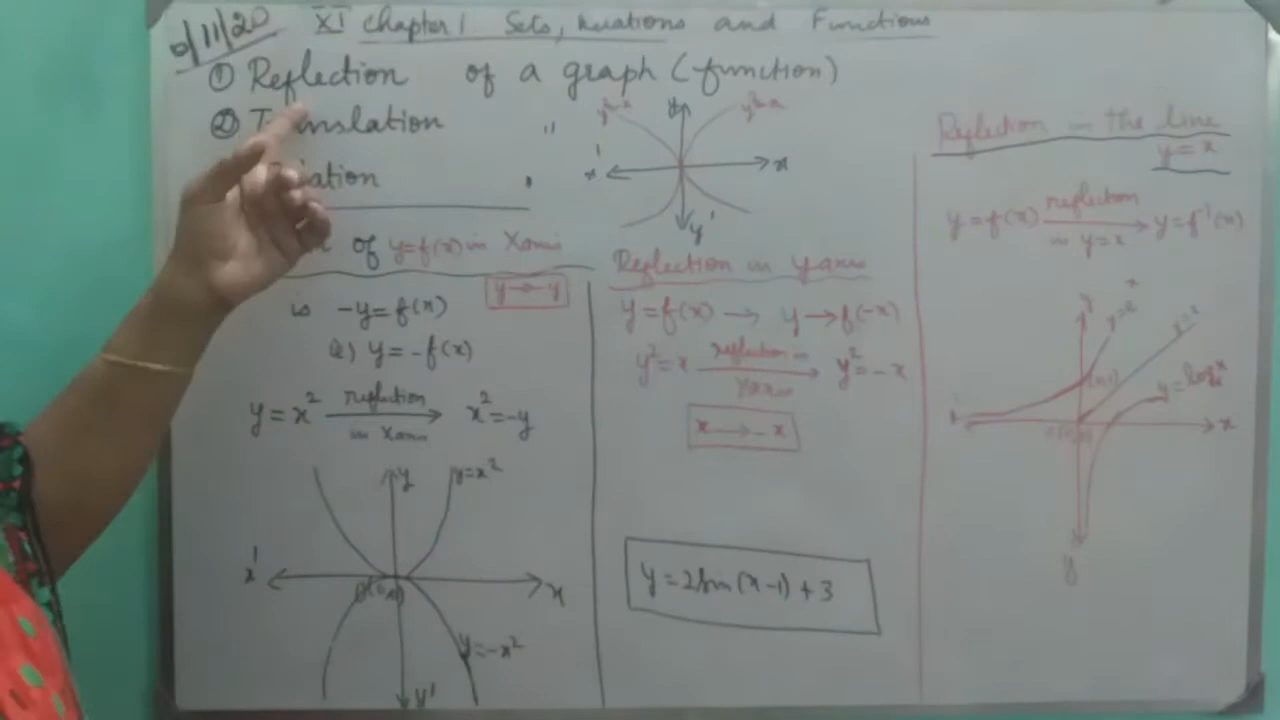 /11/20 XI Chapter 1 Sets, Relations and Functions
① Reflection of a graph (function)
② Translation "
of y=f(x) in X axis
y → -y
is -y = f(x)
y = -f(x)
y = x² reflection in X axis x² = -y
y
y=x²
x'
x
y=-x²
y'
y
x'
x
y'
Reflection in y axis
y = f(x) → y → f(-x)
y² = x reflection in Y axis y² = -x
x → -x
y = 2 sin(x-1) + 3
Reflection in the line
y = x
y = f(x) reflection in y=x y = f⁻¹(x)
y
y=x
x